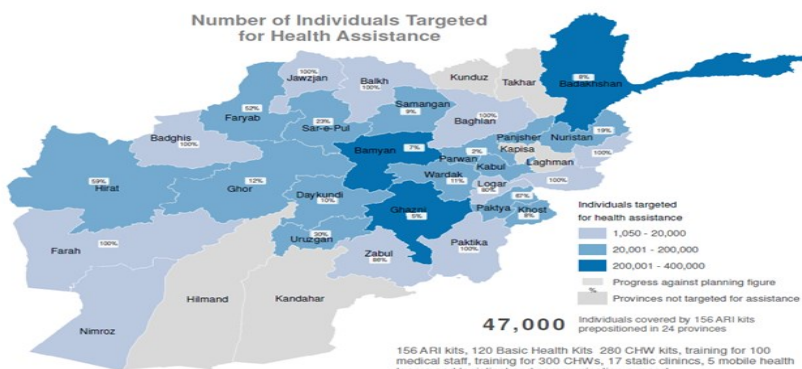 Number of Individuals Targeted
for Health Assistance
Jawzjan
100%
Balkh
100%
Kunduz
Takhar
Badakhshan
8%
Faryab
52%
Sar-e-Pul
23%
Samangan
9%
Baghlan
100%
Badghis
100%
Panjsher
Nuristan
19%
Bamyan
7%
Parwan
2%
Kapisa
Laghman
100%
Kabul
Hirat
59%
Ghor
12%
Wardak
11%
Logar
80%
100%
Daykundi
10%
Ghazni
5%
Paktya
Khost
8%
Uruzgan
30%
Farah
100%
Zabul
Paktika
100%
Hilmand
Kandahar
Nimroz
Individuals targeted
for health assistance
1,050 - 20,000
20,001 - 200,000
200,001 - 400,000
Progress against planning figure
%
Provinces not targeted for assistance
47,000
Individuals covered by 156 ARI kits
prepositioned in 24 provinces
156 ARI kits, 120 Basic Health Kits 280 CHW kits, training for 100
medical staff, training for 300 CHWs, 17 static clinincs, 5 mobile health